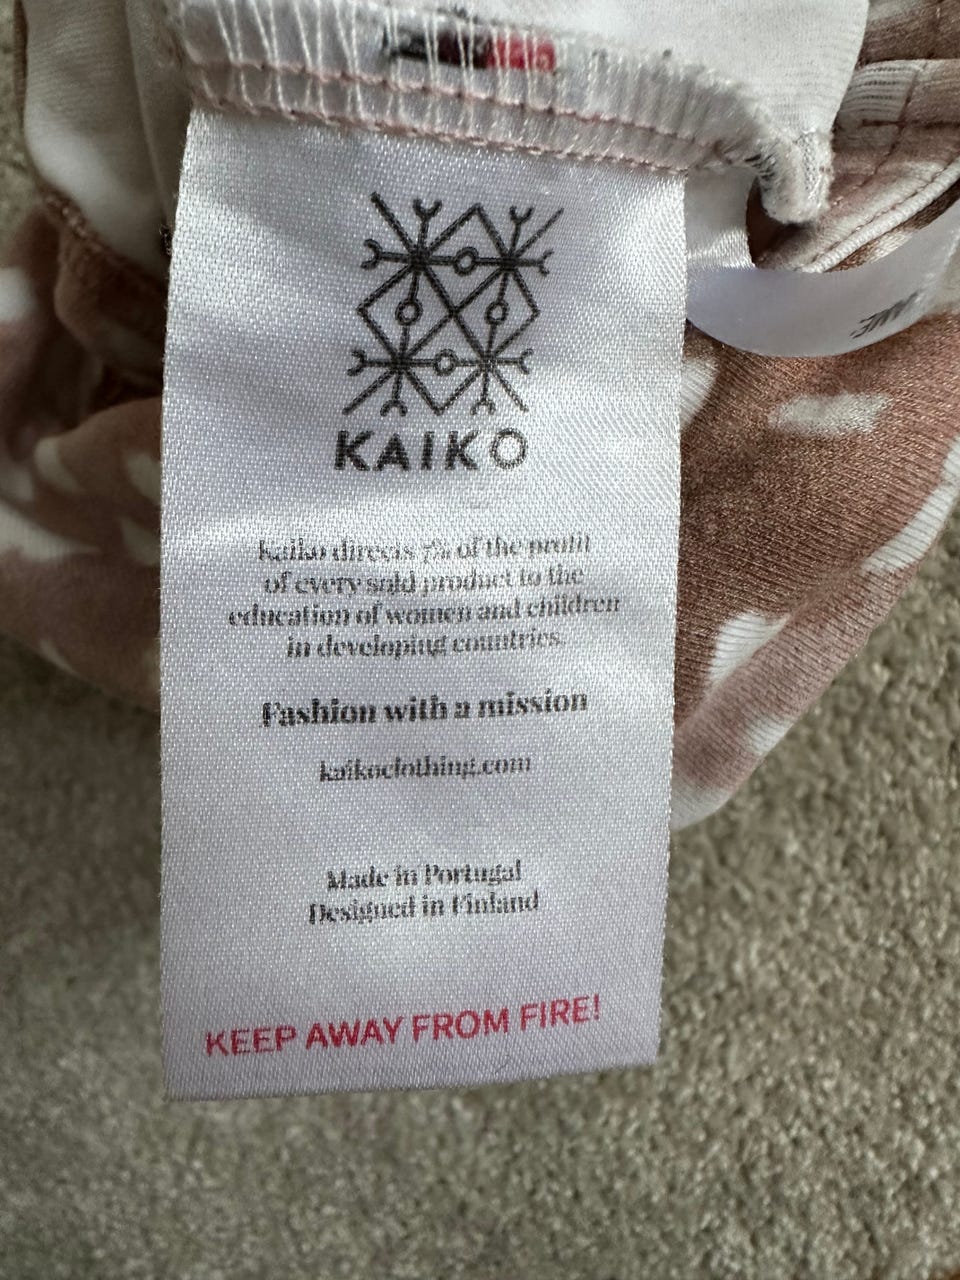 KAIKO
Kaiko directs 7% of the profit
of every sold product to the
education of women and children
in developing countries.
Fashion with a mission
kaikoclothing.com
Made in Portugal
Designed in Finland
KEEP AWAY FROM FIRE!